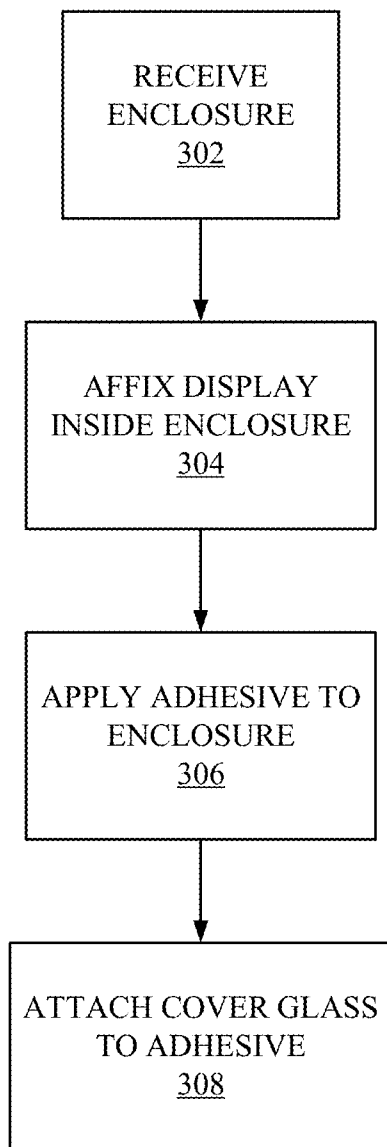 RECEIVE
ENCLOSURE
302
AFFIX DISPLAY
INSIDE ENCLOSURE
304
APPLY ADHESIVE TO
ENCLOSURE
306
ATTACH COVER GLASS
TO ADHESIVE
308